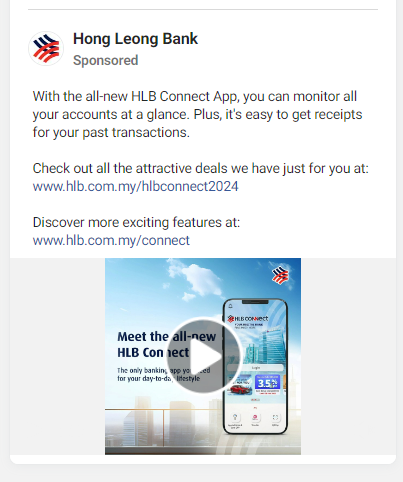 Hong Leong Bank
Sponsored
With the all-new HLB Connect App, you can monitor all
your accounts at a glance. Plus, it's easy to get receipts
for your past transactions.
Check out all the attractive deals we have just for you at:
www.hlb.com.my/hlbconnect2024
Discover more exciting features at:
www.hlb.com.my/connect
Meet the all-new
HLB Connect
The only banking app you need
for your day-to-day lifestyle
HLB CONNECT